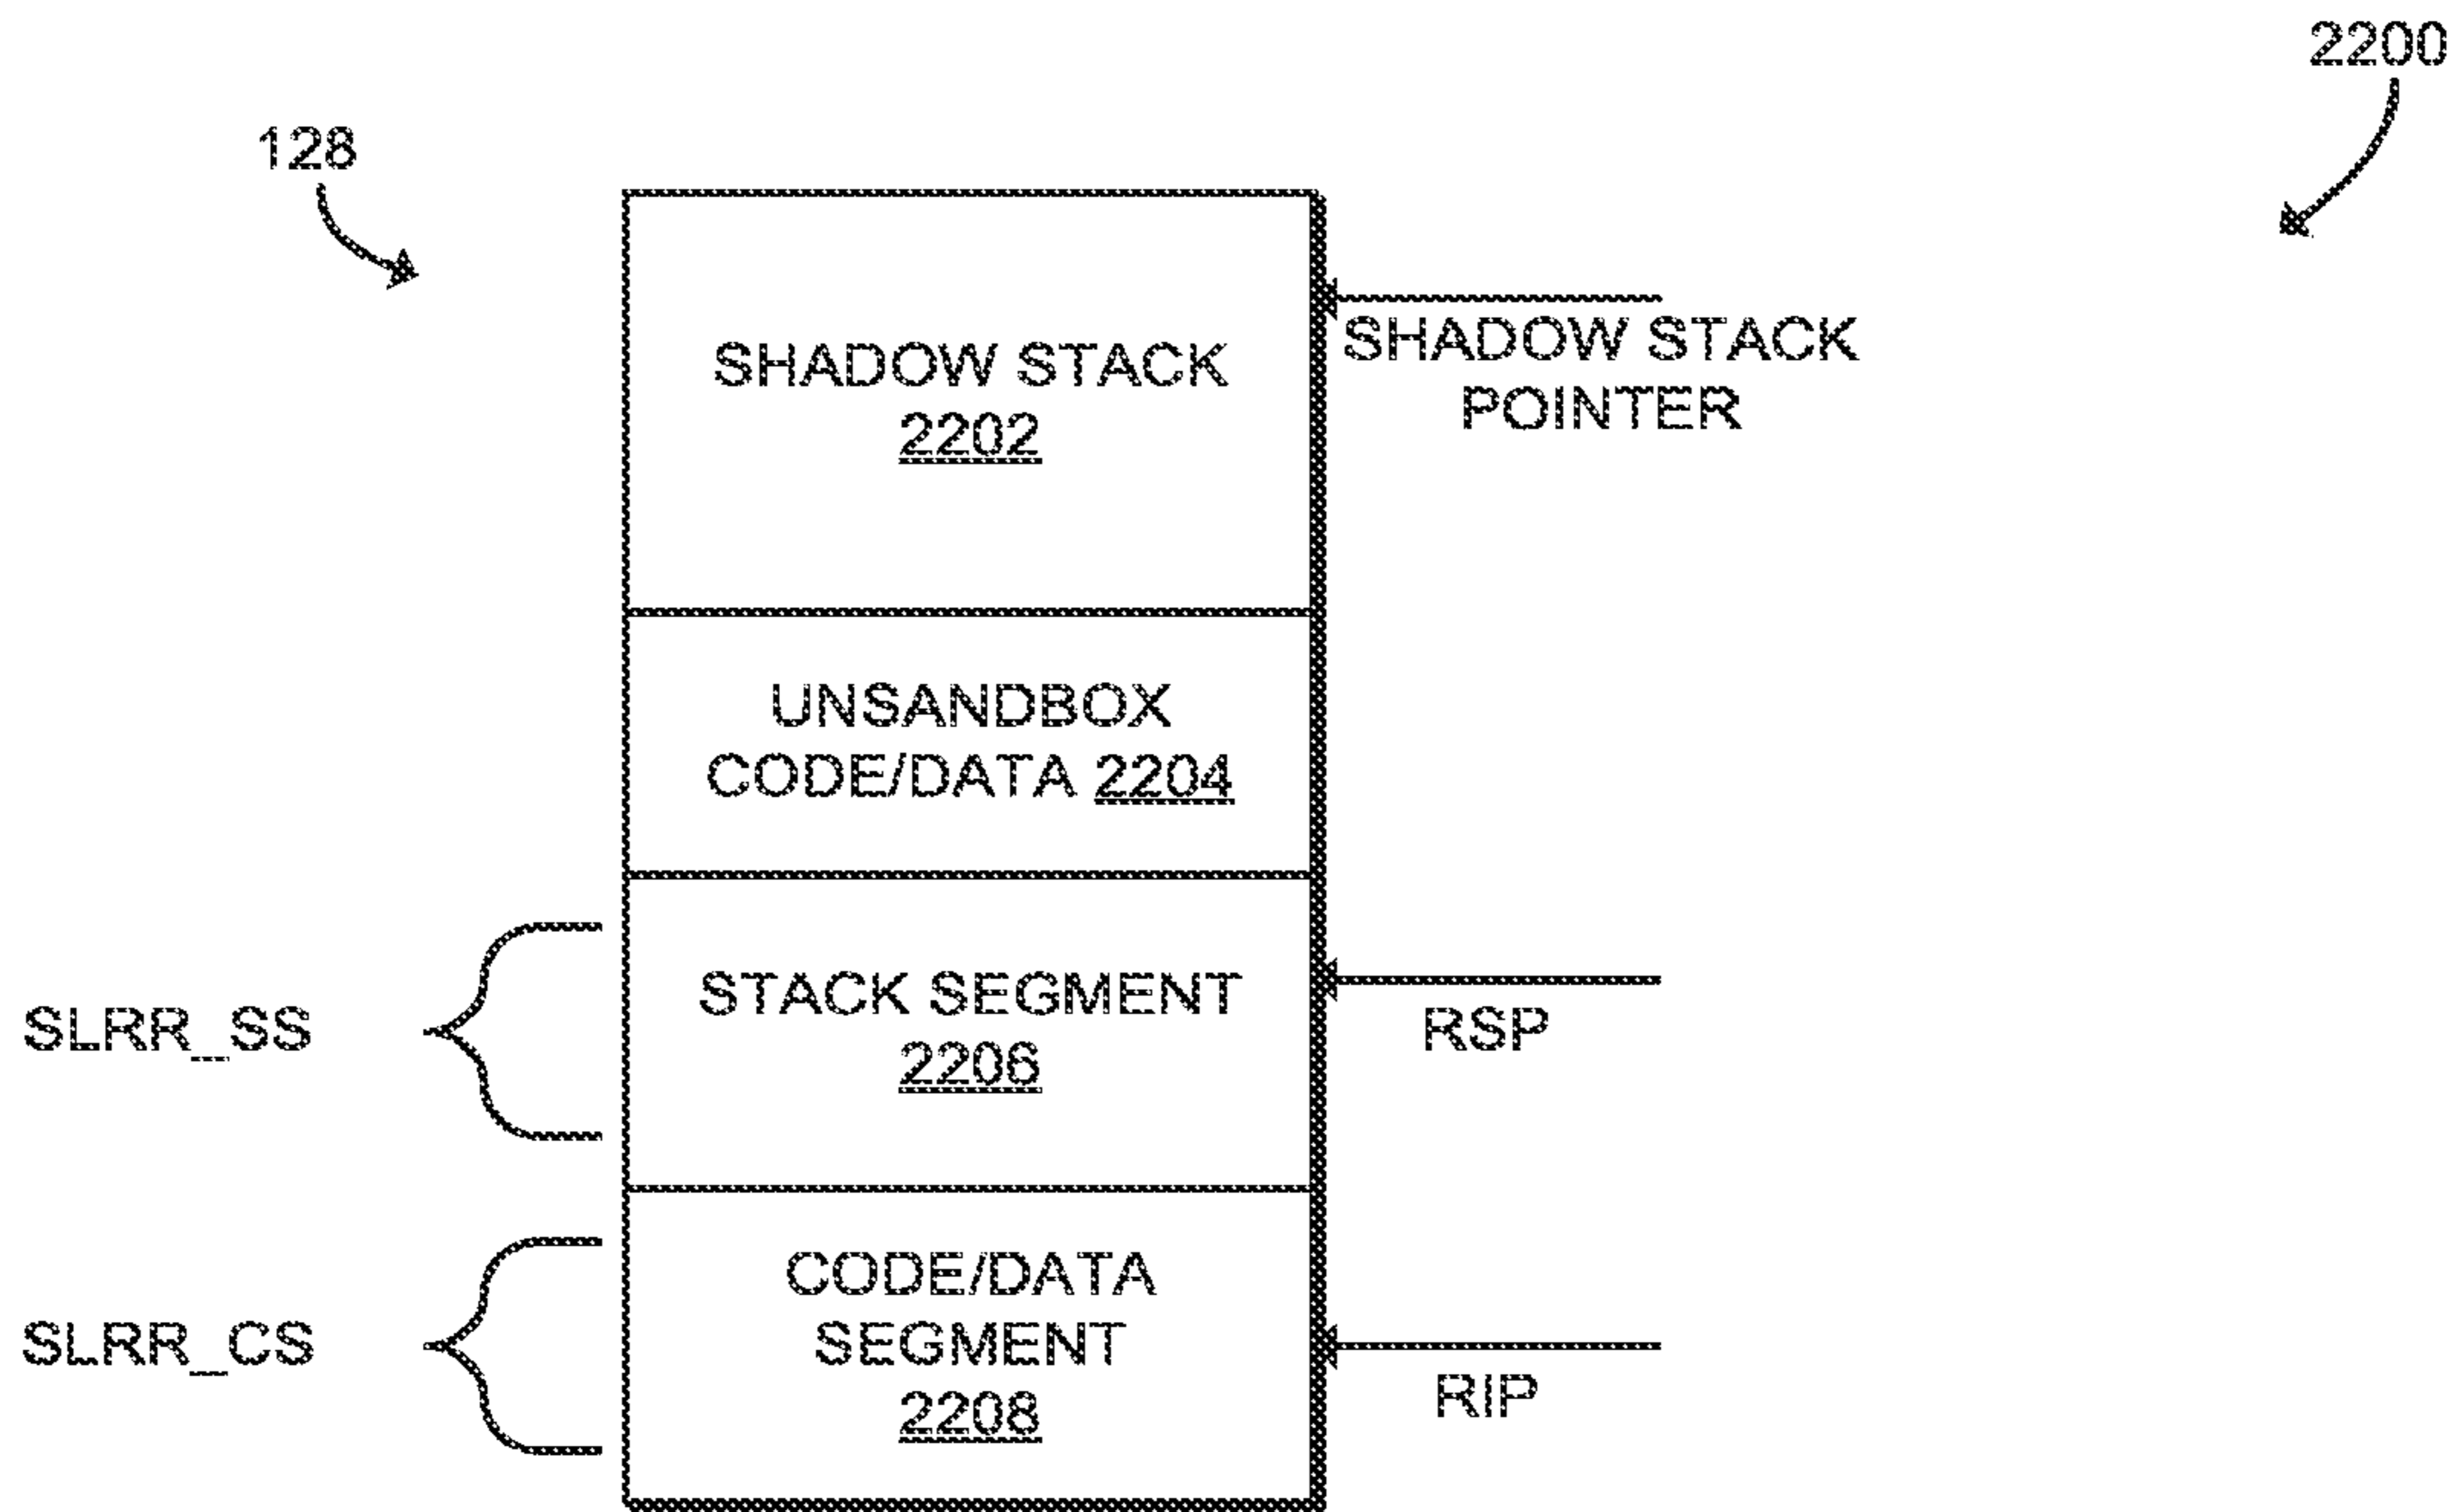 2200
128
SHADOW STACK
2202
SHADOW STACK
POINTER
UNSANDBOX
CODE/DATA 2204
STACK SEGMENT
2206
SLRR_SS
RSP
CODE/DATA
SEGMENT
2208
SLRR_CS
RIP